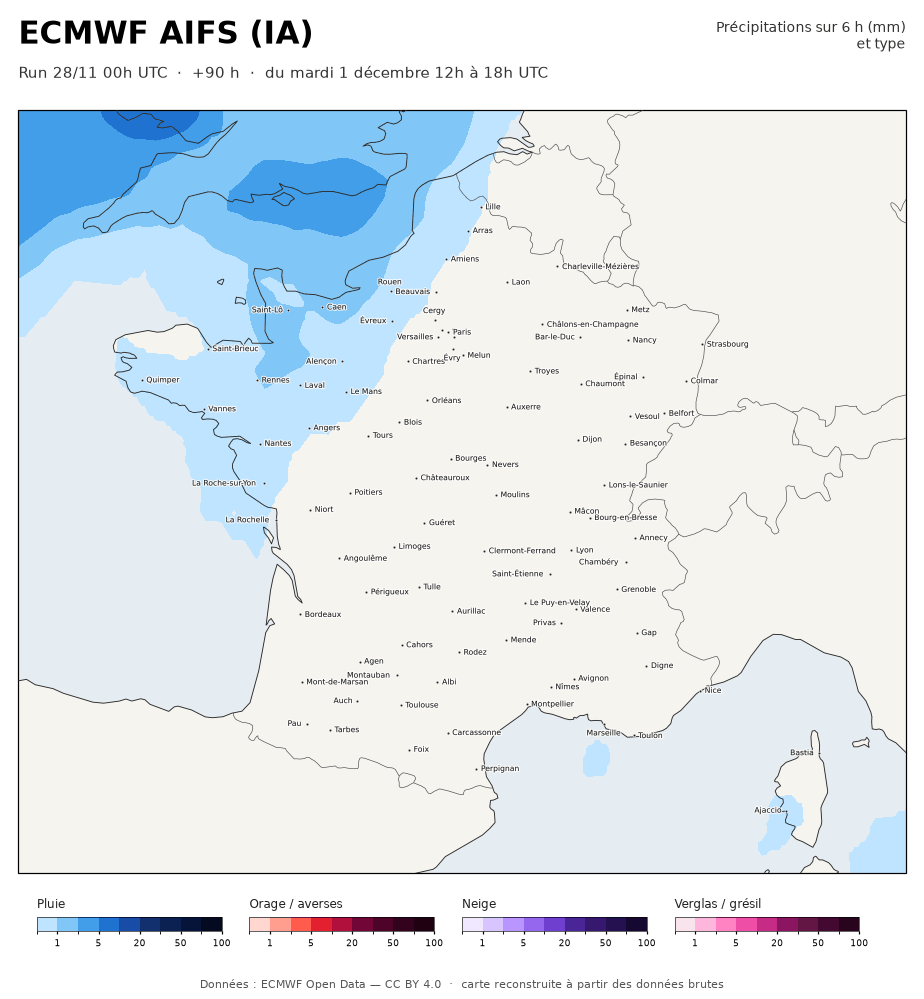 ECMWF AIFS (IA)
Précipitations sur 6 h (mm)
et type
Run 28/11 00h UTC · +90 h · du mardi 1 décembre 12h à 18h UTC
Lille
Arras
Amiens
Charleville-Mézières
Laon
Rouen
Beauvais
Saint-Lô
Caen
Cergy
Metz
Évreux
Châlons-en-Champagne
Paris
Versailles
Bar-le-Duc
Nancy
Strasbourg
Saint-Brieuc
Évry
Melun
Alençon
Chartres
Troyes
Épinal
Quimper
Rennes
Laval
Chaumont
Colmar
Le Mans
Orléans
Vannes
Auxerre
Vesoul
Belfort
Angers
Blois
Tours
Nantes
Dijon
Besançon
Bourges
Nevers
Châteauroux
La Roche-sur-Yon
Lons-le-Saunier
Poitiers
Moulins
Niort
Mâcon
La Rochelle
Bourg-en-Bresse
Guéret
Annecy
Limoges
Clermont-Ferrand
Lyon
Angoulême
Chambéry
Saint-Étienne
Périgueux
Tulle
Grenoble
Le Puy-en-Velay
Valence
Bordeaux
Aurillac
Privas
Gap
Mende
Cahors
Rodez
Agen
Digne
Montauban
Mont-de-Marsan
Albi
Avignon
Nîmes
Nice
Auch
Toulouse
Montpellier
Pau
Tarbes
Carcassonne
Marseille
Toulon
Foix
Bastia
Perpignan
Ajaccio
Pluie
Orage / averses
Neige
Verglas / grésil
1 5 20 50 100
1 5 20 50 100
1 5 20 50 100
1 5 20 50 100
Données : ECMWF Open Data — CC BY 4.0 · carte reconstruite à partir des données brutes